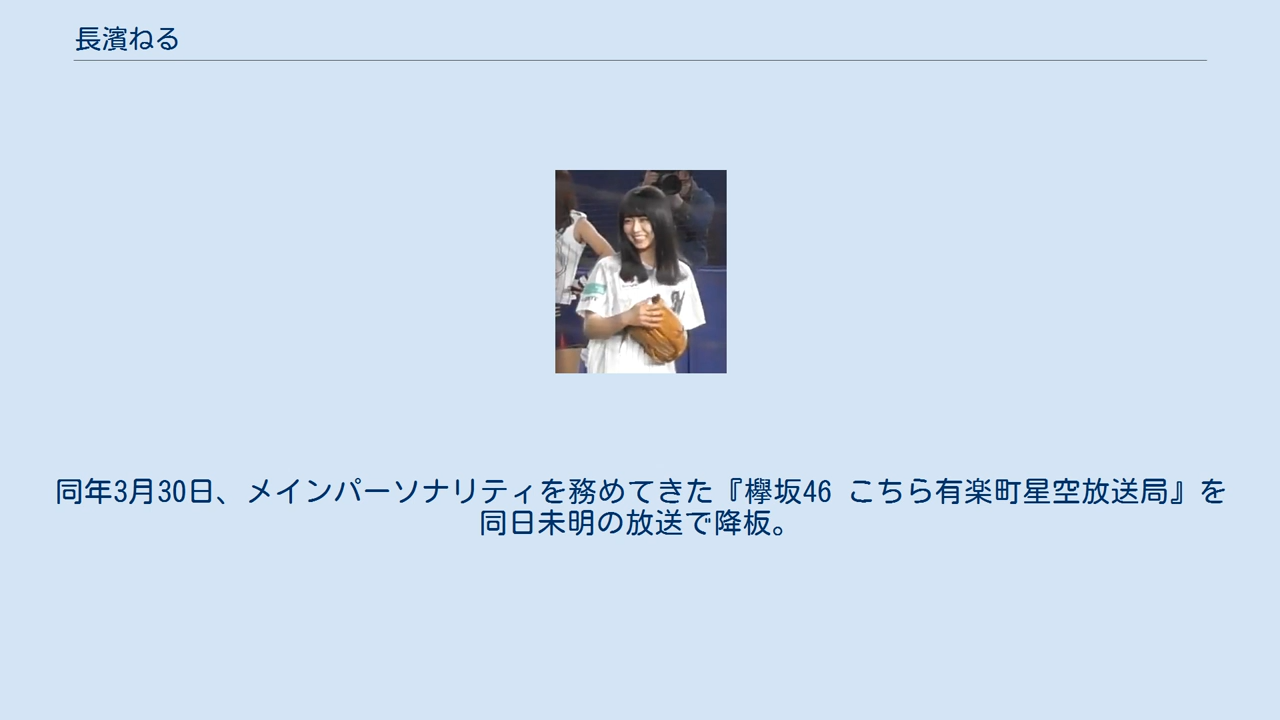 長濱ねる
同年3月30日、メインパーソナリティを務めてきた『欅坂46 こちら有楽町星空放送局』を
同日未明の放送で降板。